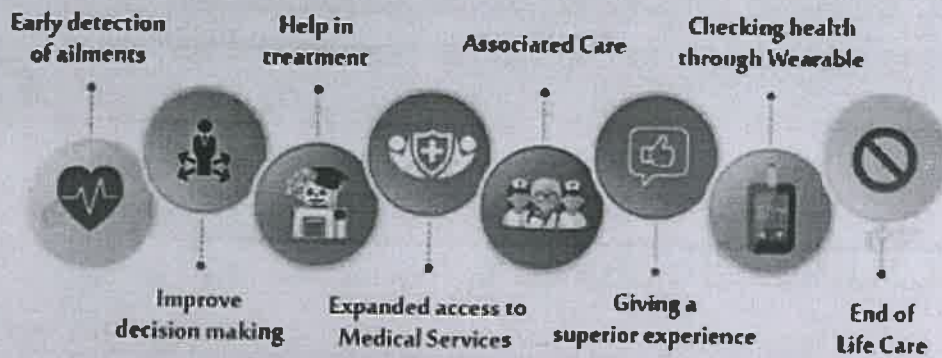 Early detection
of ailments
Improve
decision making
Help in
treatment
Expanded access to
Medical Services
Associated Care
Giving a
superior experience
Checking health
through Wearable
End of
Life Care